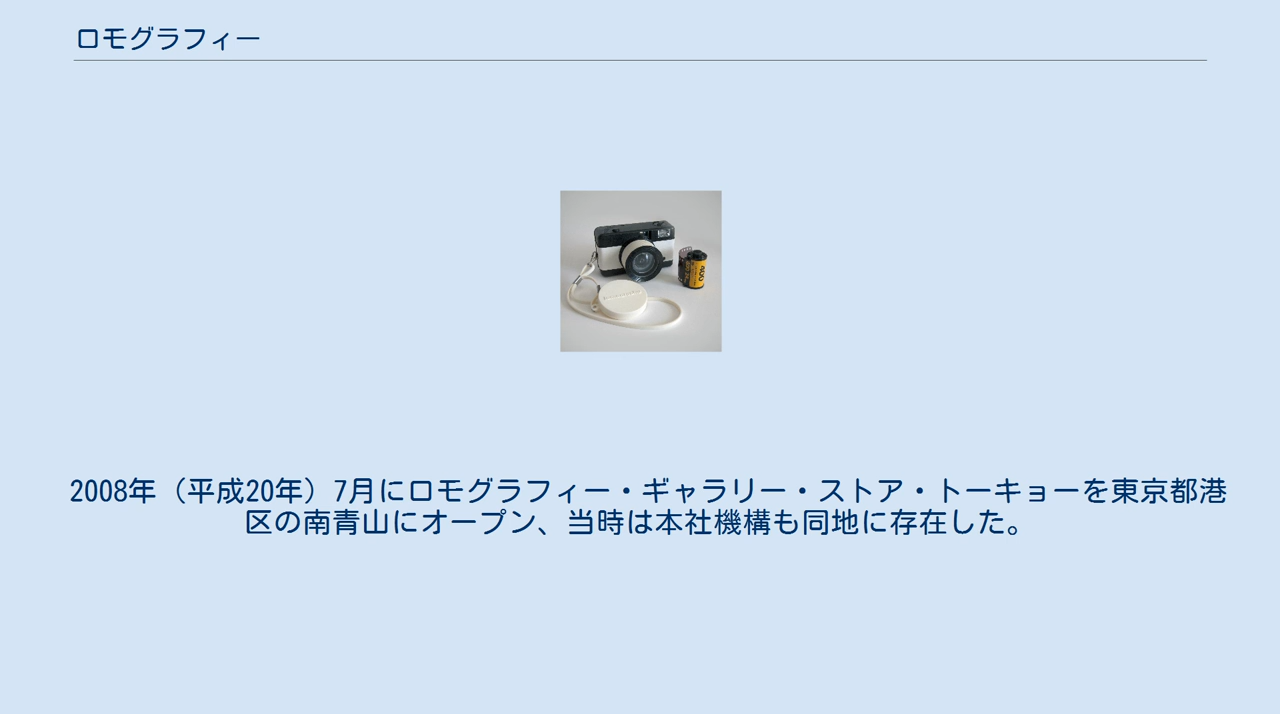 ロモグラフィー
400
2008年（平成20年）7月にロモグラフィー・ギャラリー・ストア・トーキョーを東京都港
区の南青山にオープン、当時は本社機構も同地に存在した。